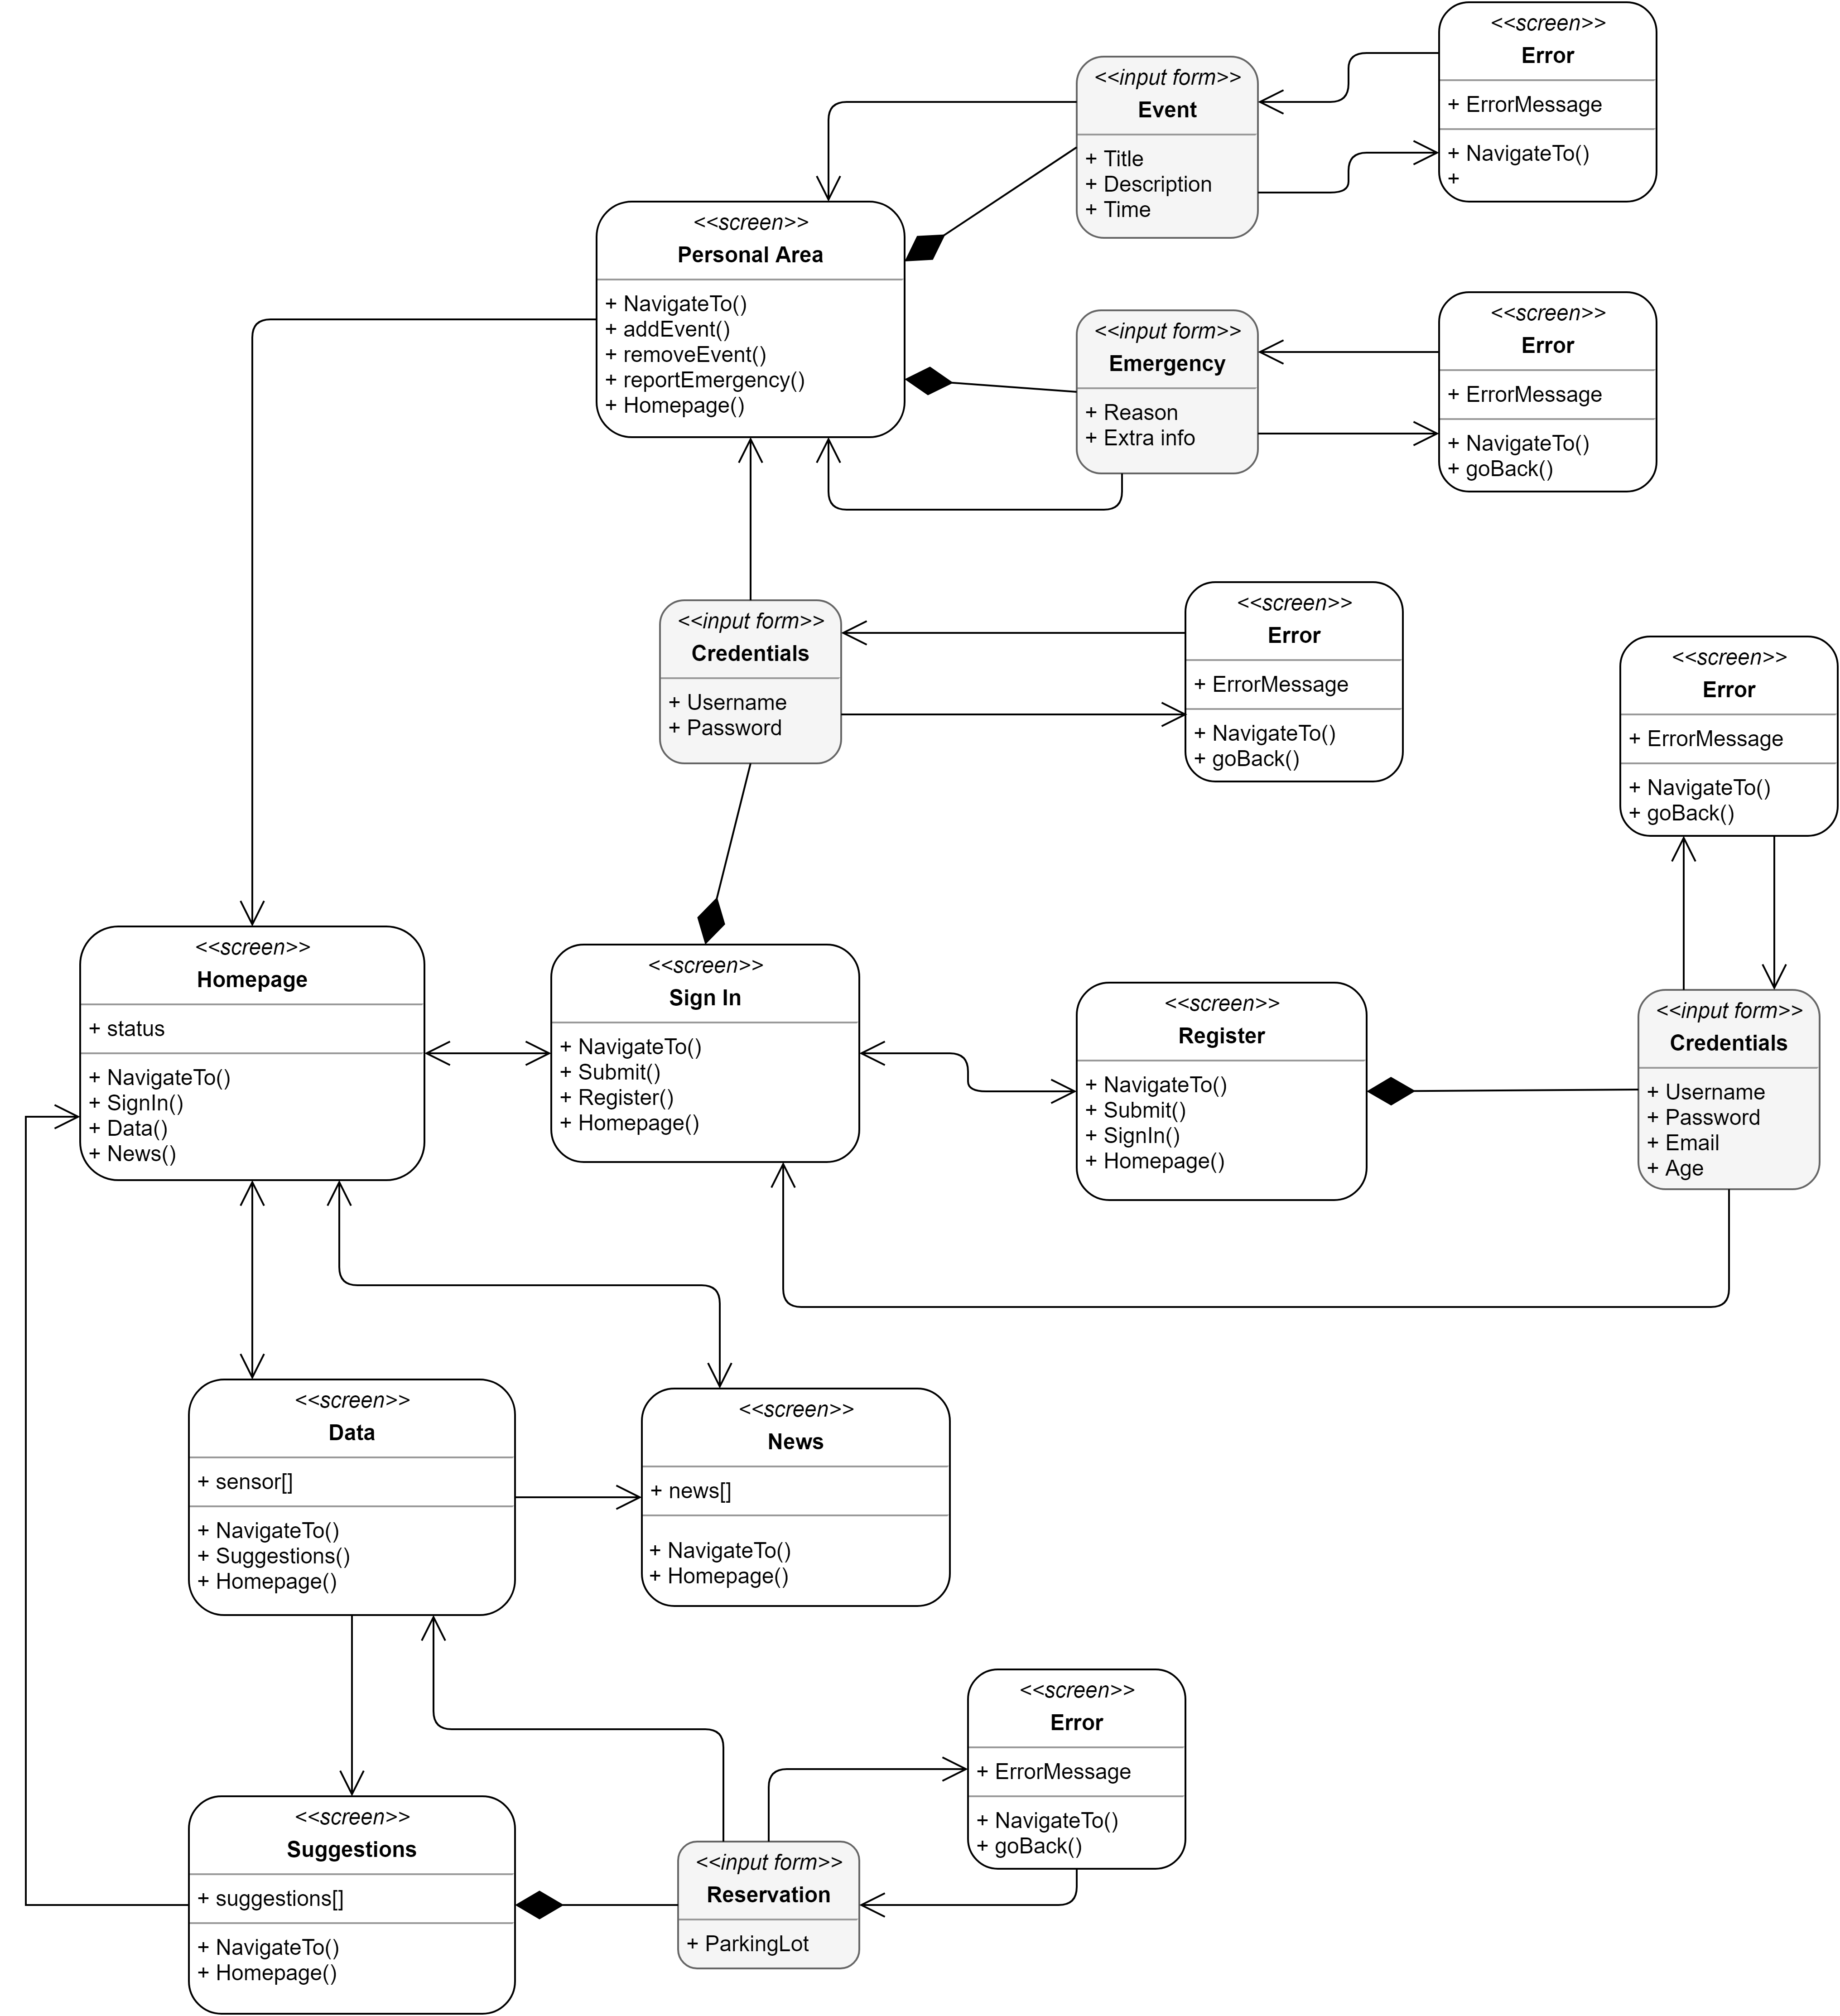 <<screen>>
Error
+ ErrorMessage
+ NavigateTo()
+
<<input form>>
Event
+ Title
+ Description
+ Time
<<screen>>
Personal Area
+ NavigateTo()
+ addEvent()
+ removeEvent()
+ reportEmergency()
+ Homepage()
<<input form>>
Emergency
+ Reason
+ Extra info
<<screen>>
Error
+ ErrorMessage
+ NavigateTo()
+ goBack()
<<input form>>
Credentials
+ Username
+ Password
<<screen>>
Error
+ ErrorMessage
+ NavigateTo()
+ goBack()
<<screen>>
Error
+ ErrorMessage
+ NavigateTo()
+ goBack()
<<screen>>
Homepage
+ status
+ NavigateTo()
+ SignIn()
+ Data()
+ News()
<<screen>>
Sign In
+ NavigateTo()
+ Submit()
+ Register()
+ Homepage()
<<screen>>
Register
+ NavigateTo()
+ Submit()
+ SignIn()
+ Homepage()
<<input form>>
Credentials
+ Username
+ Password
+ Email
+ Age
<<screen>>
Data
+ sensor[]
+ NavigateTo()
+ Suggestions()
+ Homepage()
<<screen>>
News
+ news[]
+ NavigateTo()
+ Homepage()
<<screen>>
Error
+ ErrorMessage
+ NavigateTo()
+ goBack()
<<screen>>
Suggestions
+ suggestions[]
+ NavigateTo()
+ Homepage()
<<input form>>
Reservation
+ ParkingLot